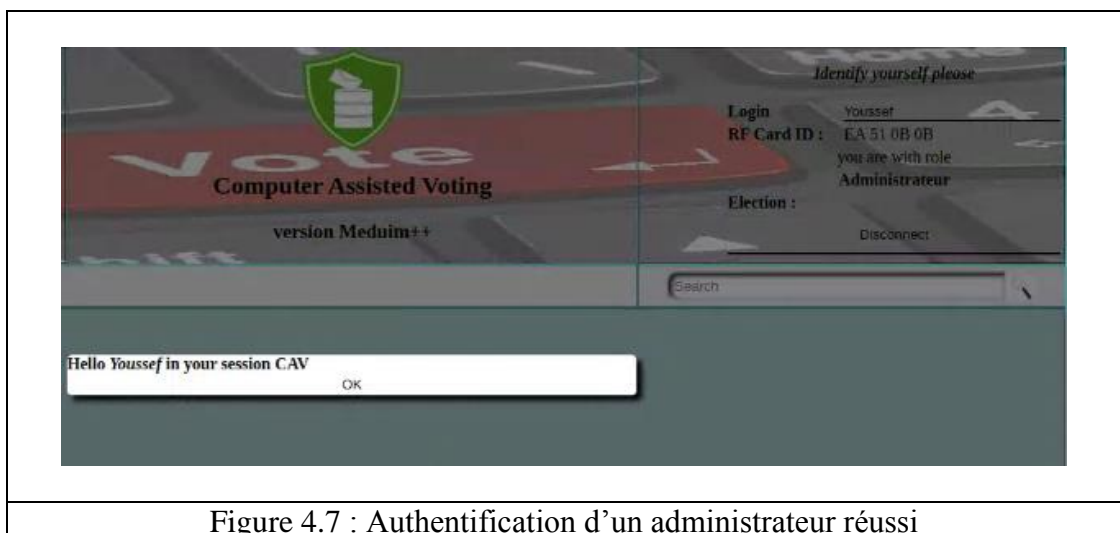 Vote
Computer Assisted Voting
version Meduim++
Identify yourself please
Login Youssef
RF Card ID : EA 51 0B 0B
you are with role
Administrateur
Election :
Disconnect
Search
Hello Youssef in your session CAV
OK
Figure 4.7 : Authentification d’un administrateur réussi